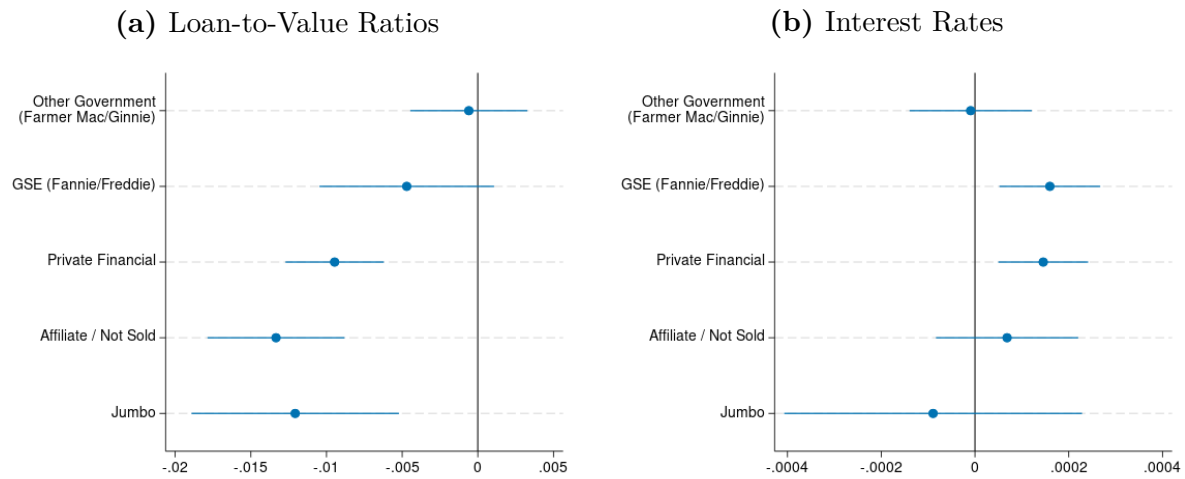 (a) Loan-to-Value Ratios
Other Government
(Farmer Mac/Ginnie)
GSE (Fannie/Freddie)
Private Financial
Affiliate / Not Sold
Jumbo
-.02 -.015 -.01 -.005 0 .005
(b) Interest Rates
Other Government
(Farmer Mac/Ginnie)
GSE (Fannie/Freddie)
Private Financial
Affiliate / Not Sold
Jumbo
-.0004 -.0002 0 .0002 .0004